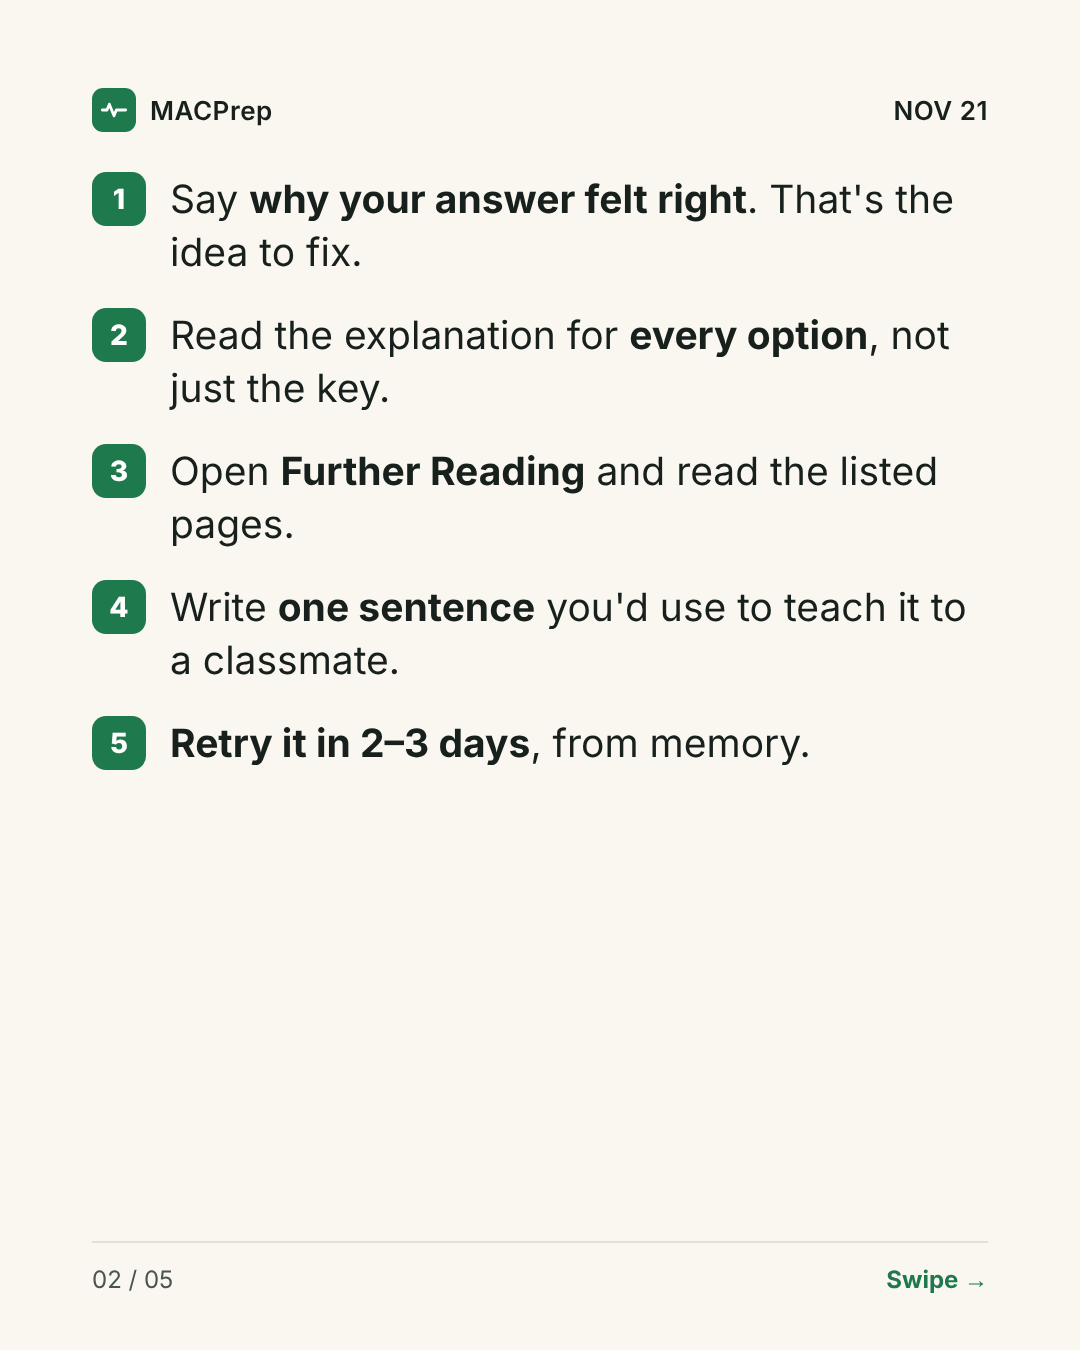 MACPrep
NOV 21
1 Say why your answer felt right. That's the
idea to fix.
2 Read the explanation for every option, not
just the key.
3 Open Further Reading and read the listed
pages.
4 Write one sentence you'd use to teach it to
a classmate.
5 Retry it in 2–3 days, from memory.
02 / 05
Swipe →